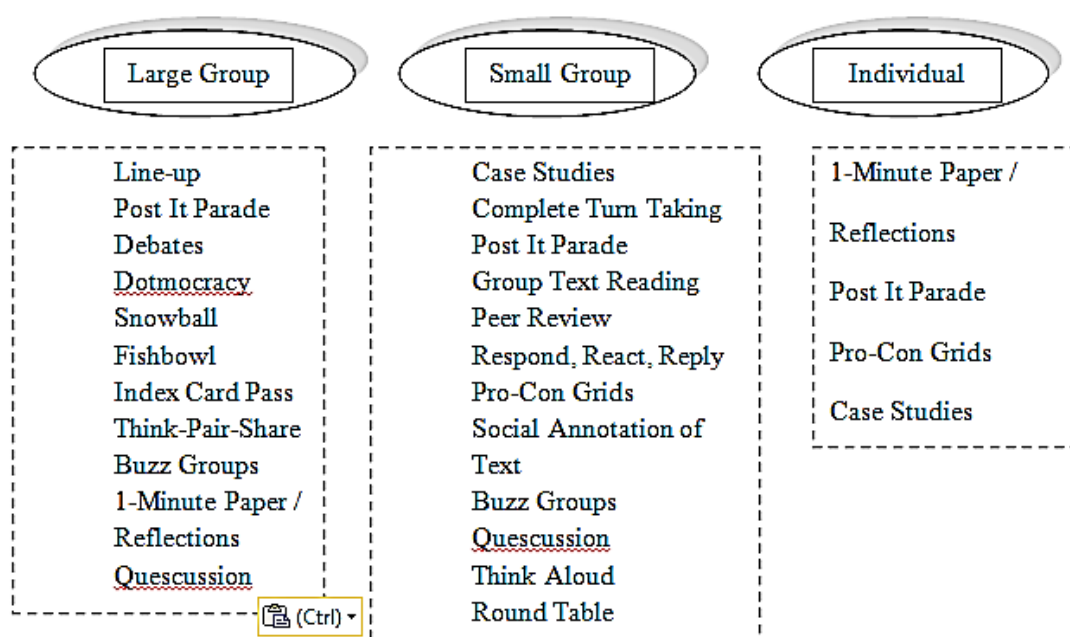 Large Group
Small Group
Individual
Line-up
Post It Parade
Debates
Dotmocracy
Snowball
Fishbowl
Index Card Pass
Think-Pair-Share
Buzz Groups
1-Minute Paper /
Reflections
Quescussion
(Ctrl)
Case Studies
Complete Turn Taking
Post It Parade
Group Text Reading
Peer Review
Respond, React, Reply
Pro-Con Grids
Social Annotation of
Text
Buzz Groups
Quescussion
Think Aloud
Round Table
1-Minute Paper /
Reflections
Post It Parade
Pro-Con Grids
Case Studies